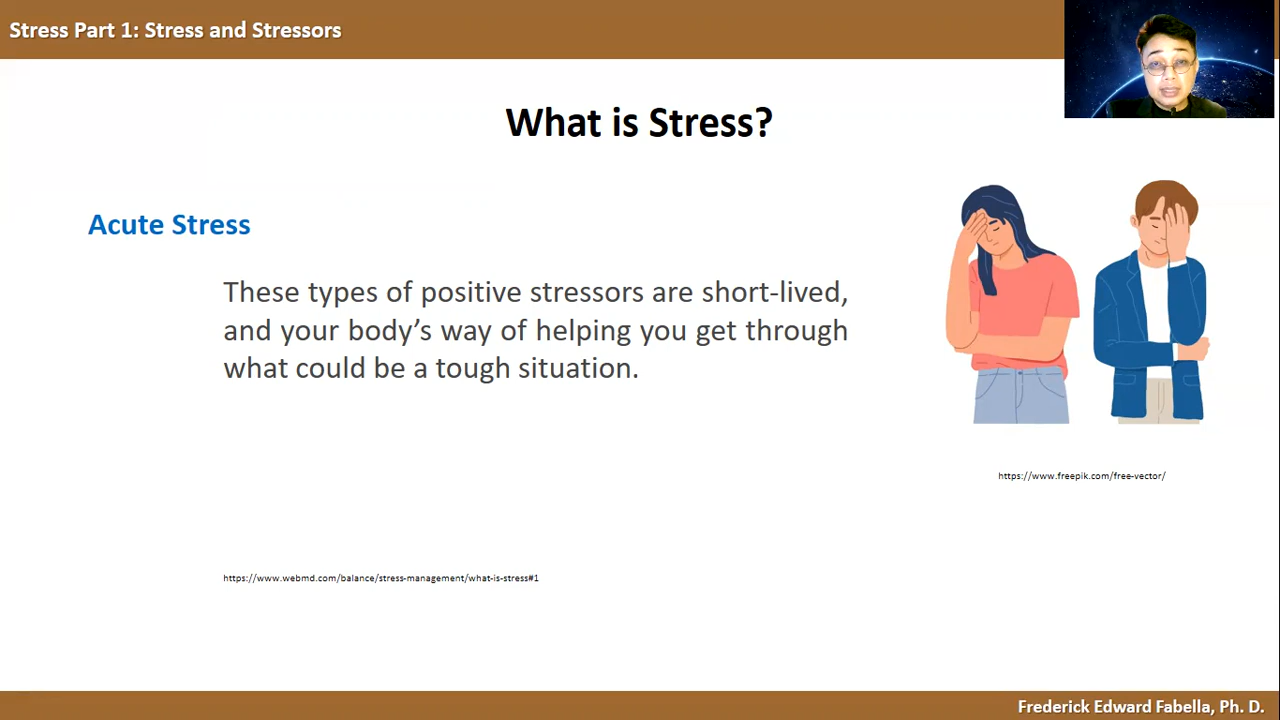 Stress Part 1: Stress and Stressors
What is Stress?
Acute Stress
These types of positive stressors are short-lived,
and your body’s way of helping you get through
what could be a tough situation.
https://www.freepik.com/free-vector/
https://www.webmd.com/balance/stress-management/what-is-stress#1
Frederick Edward Fabella, Ph. D.